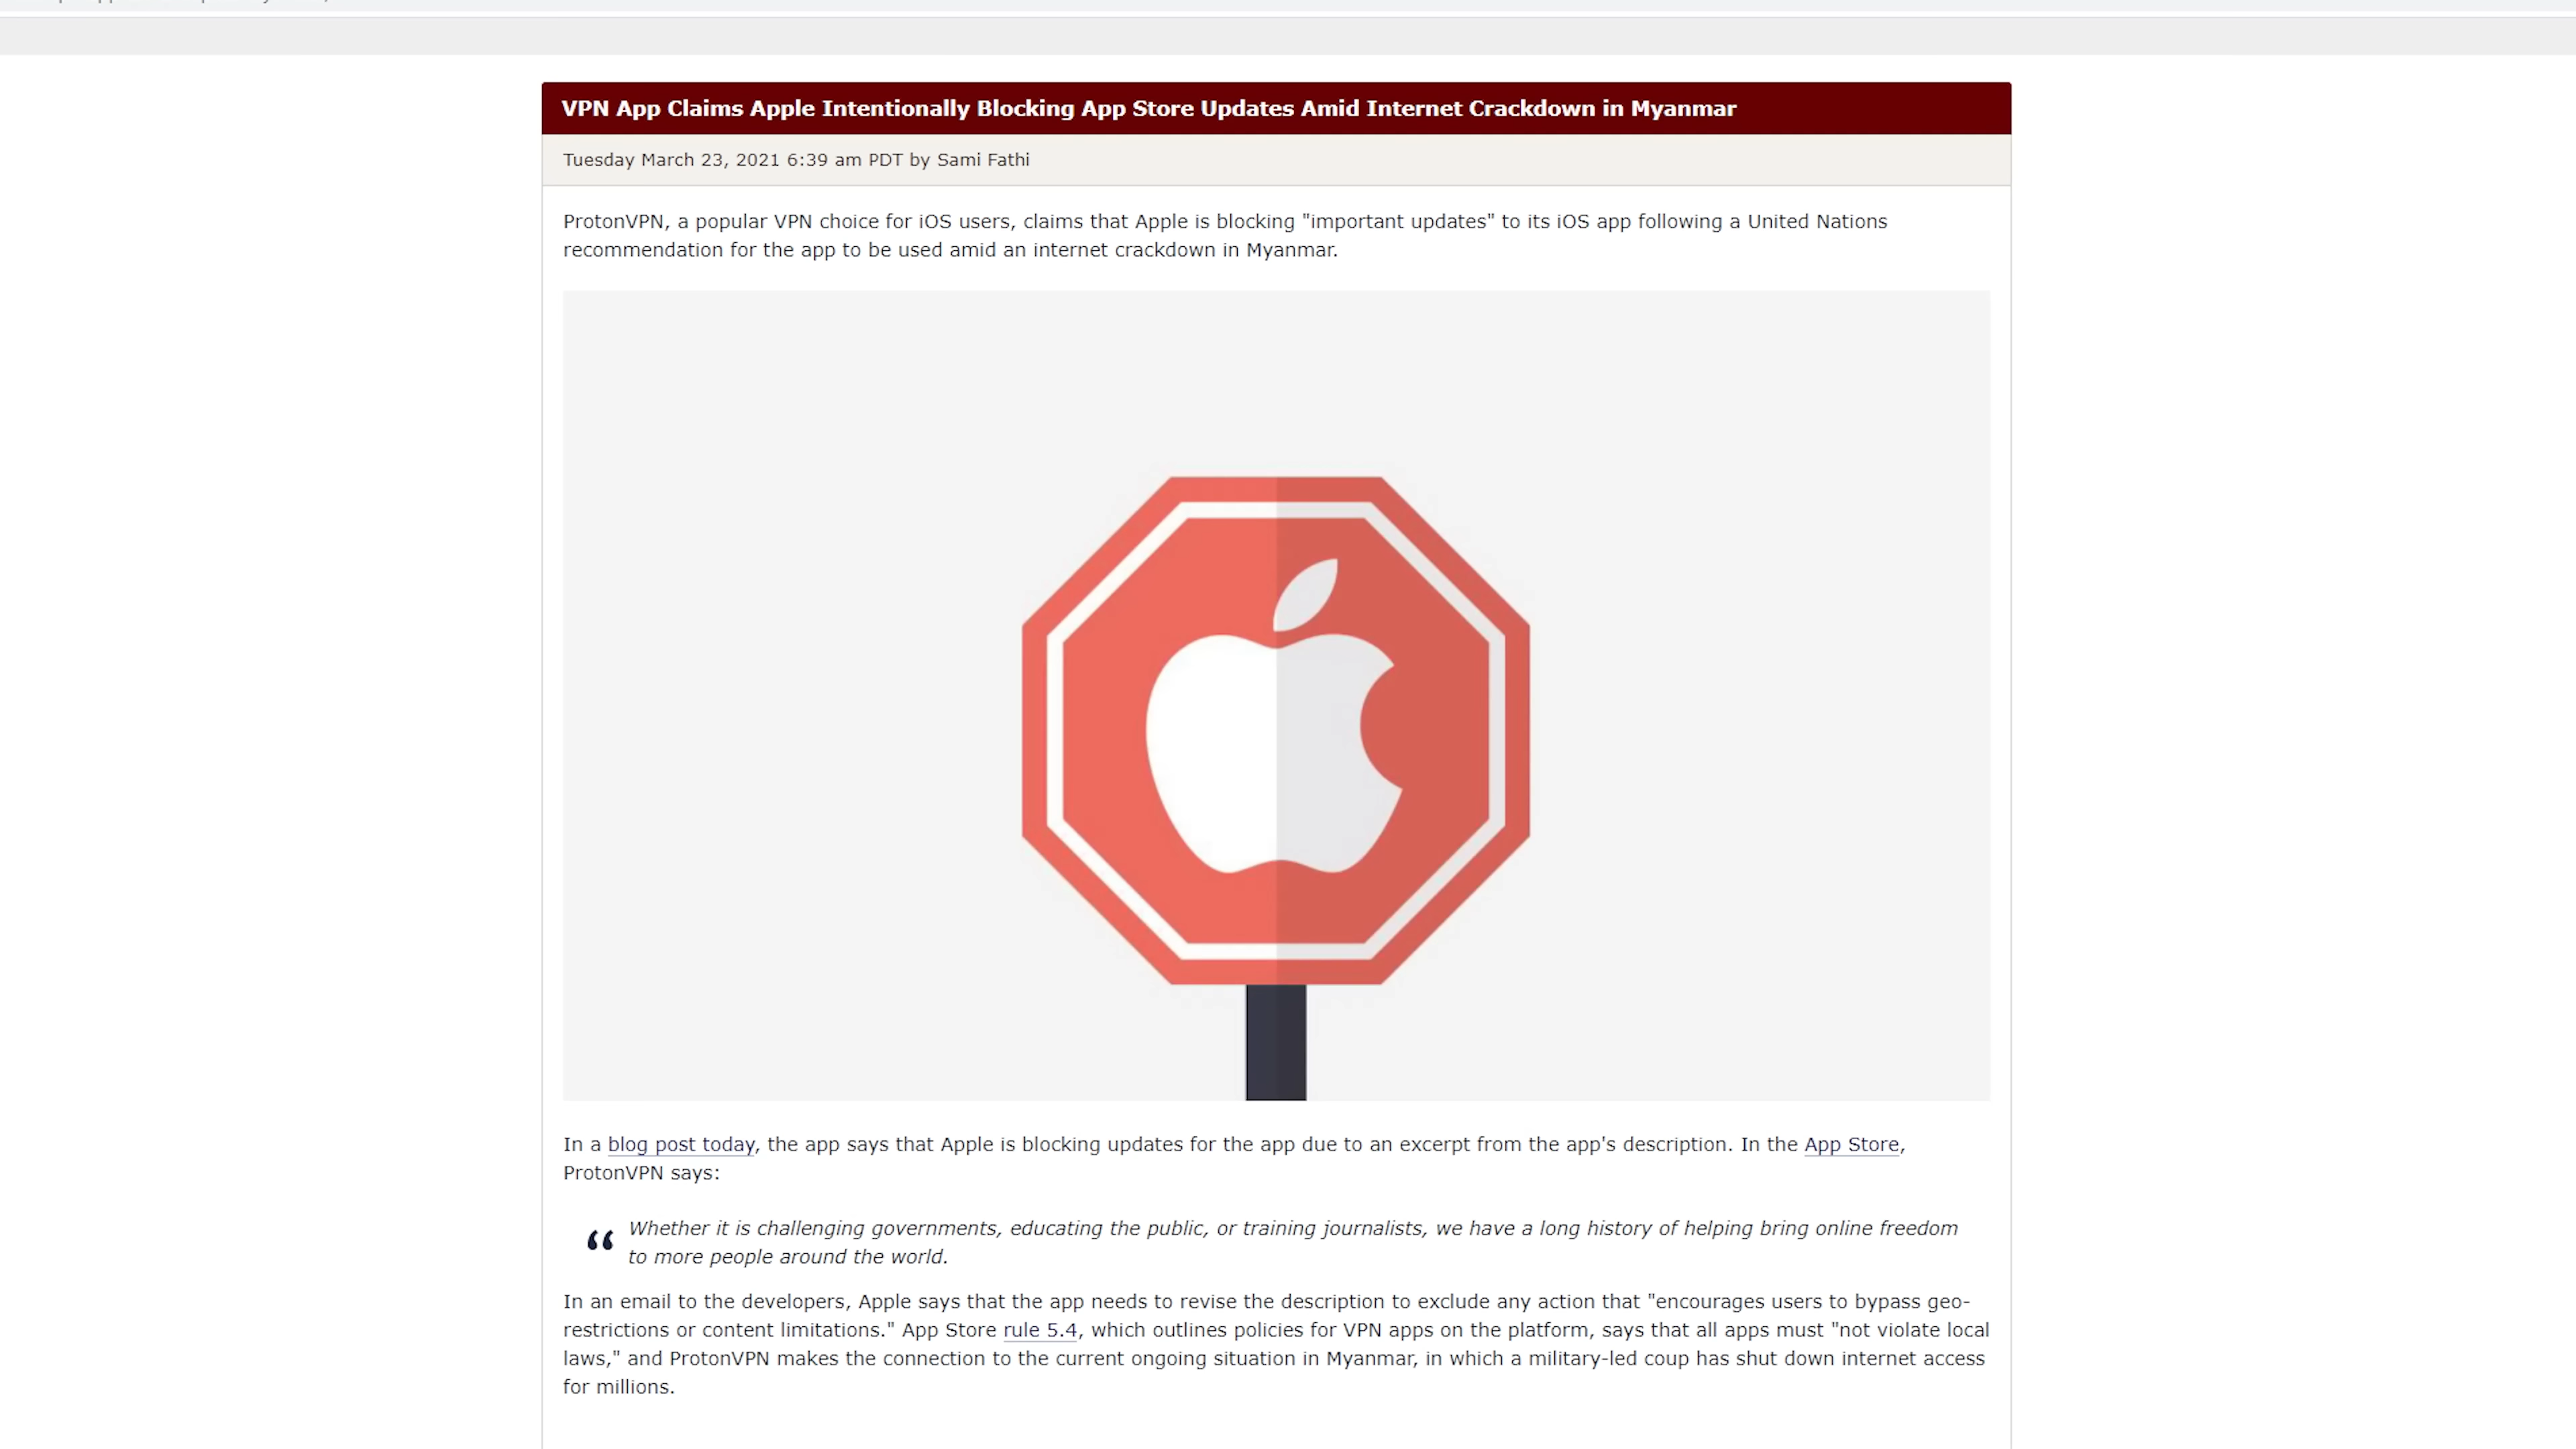 VPN App Claims Apple Intentionally Blocking App Store Updates Amid Internet Crackdown in Myanmar
Tuesday March 23, 2021 6:39 am PDT by Sami Fathi
ProtonVPN, a popular VPN choice for iOS users, claims that Apple is blocking "important updates" to its iOS app following a United Nations
recommendation for the app to be used amid an internet crackdown in Myanmar.
In a blog post today, the app says that Apple is blocking updates for the app due to an excerpt from the app's description. In the App Store,
ProtonVPN says:
“ Whether it is challenging governments, educating the public, or training journalists, we have a long history of helping bring online freedom
to more people around the world.
In an email to the developers, Apple says that the app needs to revise the description to exclude any action that "encourages users to bypass geo-
restrictions or content limitations." App Store rule 5.4, which outlines policies for VPN apps on the platform, says that all apps must "not violate local
laws," and ProtonVPN makes the connection to the current ongoing situation in Myanmar, in which a military-led coup has shut down internet access
for millions.